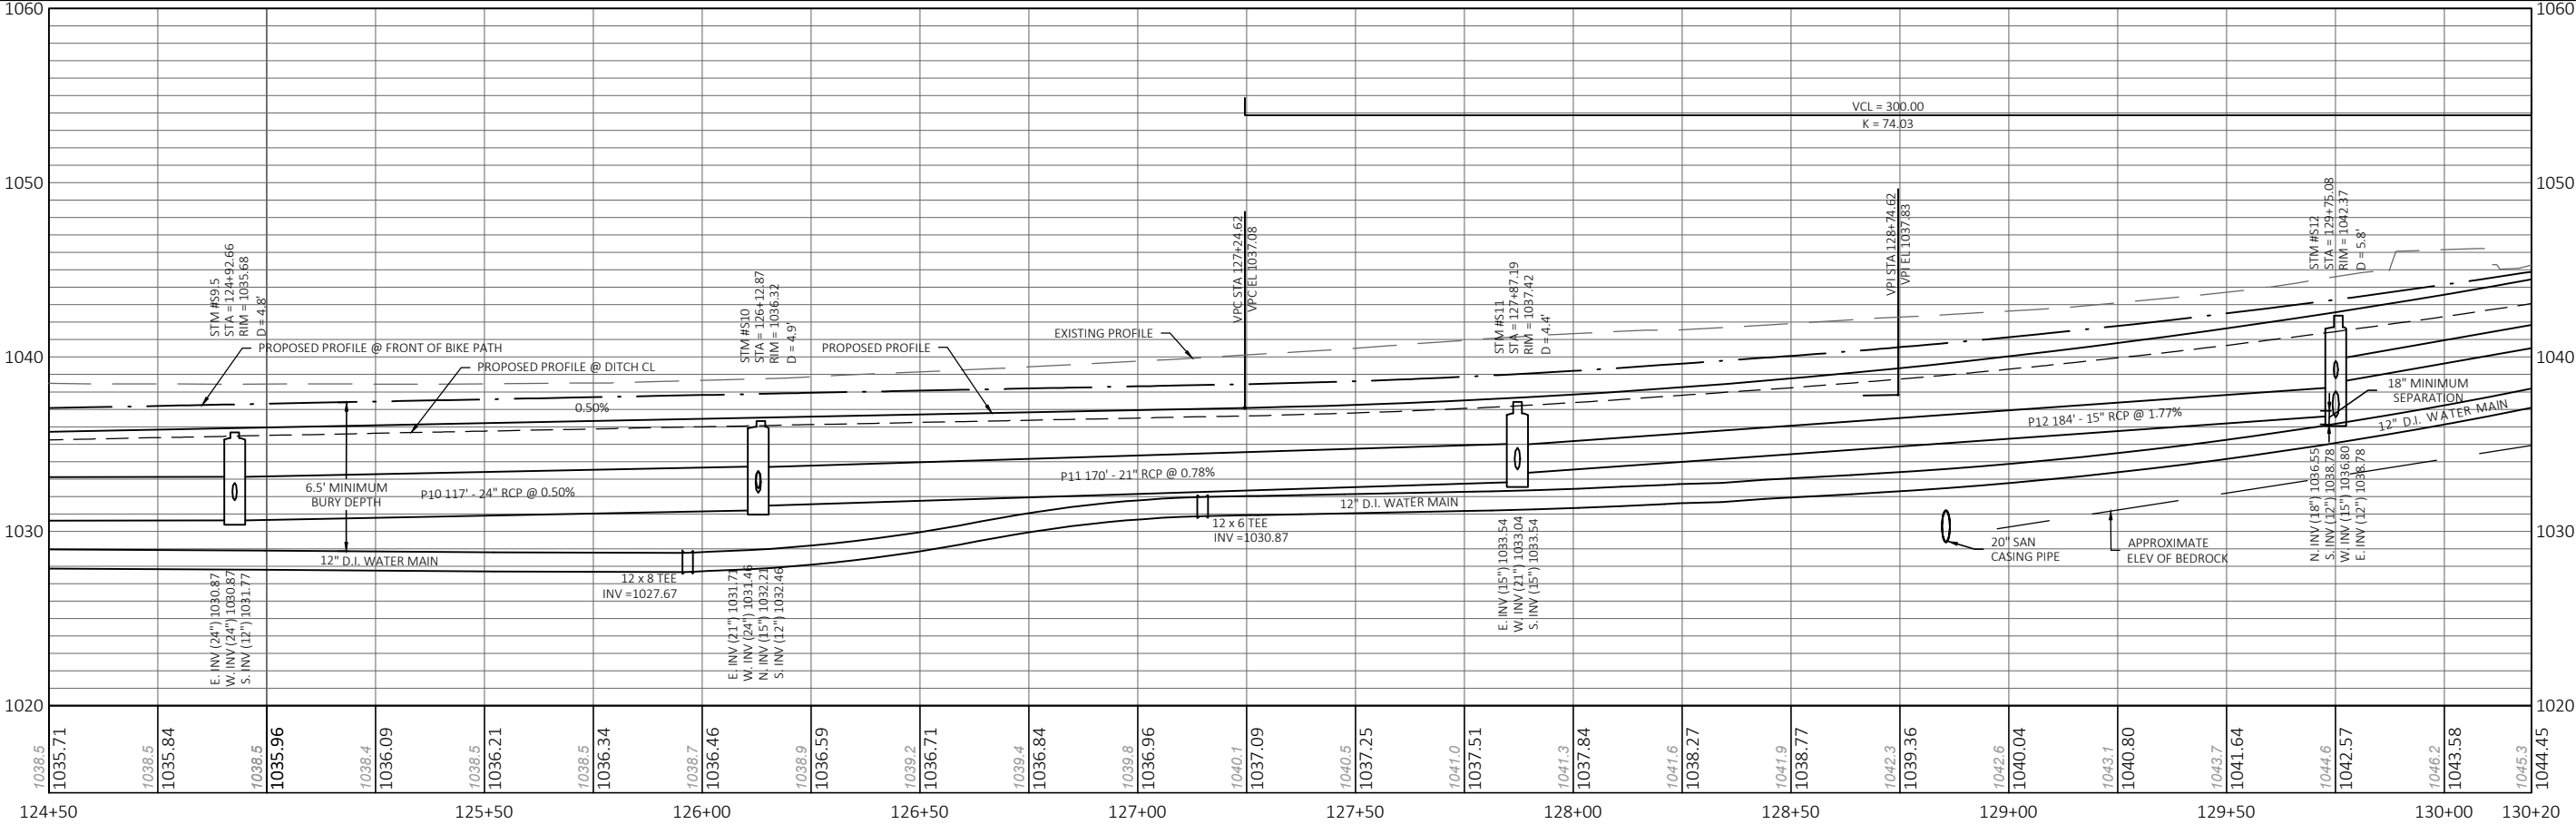 1060
1060
VCL = 300.00
K = 74.03
1050
1050
STM #S9.5
STA = 124+92.66
RIM = 1035.68
D = 4.8'
STM #S10
STA = 126+12.87
RIM = 1036.32
D = 4.9'
VPC STA 127+24.62
VPC EL 1037.08
STM #S11
STA = 127+87.19
RIM = 1037.42
D = 4.4'
VPI STA 128+74.62
VPI EL 1037.83
STM #S12
STA = 129+75.08
RIM = 1042.37
D = 5.8'
PROPOSED PROFILE @ FRONT OF BIKE PATH
PROPOSED PROFILE @ DITCH CL
PROPOSED PROFILE
EXISTING PROFILE
1040
1040
0.50%
18" MINIMUM
SEPARATION
6.5' MINIMUM
BURY DEPTH
P10 117' - 24" RCP @ 0.50%
P11 170' - 21" RCP @ 0.78%
P12 184' - 15" RCP @ 1.77%
12" D.I. WATER MAIN
12" D.I. WATER MAIN
12" D.I. WATER MAIN
1030
1030
12 x 8 TEE
INV =1027.67
12 x 6 TEE
INV =1030.87
20" SAN
CASING PIPE
APPROXIMATE
ELEV OF BEDROCK
E. INV (24") 1030.87
W. INV (24") 1030.87
S. INV (12") 1031.77
E. INV (21") 1031.71
W. INV (24") 1031.46
N. INV (15") 1032.21
S. INV (12") 1032.46
E. INV (15") 1033.54
W. INV (21") 1033.04
S. INV (15") 1033.54
N. INV (18") 1036.55
S. INV (12") 1038.78
W. INV (15") 1036.80
E. INV (12") 1038.78
1020
1020
1038.5
1035.71
1038.5
1035.84
1038.5
1035.96
1038.4
1036.09
1038.5
1036.21
1038.5
1036.34
1038.7
1036.46
1038.9
1036.59
1039.2
1036.71
1039.4
1036.84
1039.8
1036.96
1040.1
1037.09
1040.5
1037.25
1041.0
1037.51
1041.3
1037.84
1041.6
1038.27
1041.9
1038.77
1042.3
1039.36
1042.6
1040.04
1043.1
1040.80
1043.7
1041.64
1044.6
1042.57
1046.2
1043.58
1045.3
1044.45
124+50
125+50
126+00
126+50
127+00
127+50
128+00
128+50
129+00
129+50
130+00
130+20